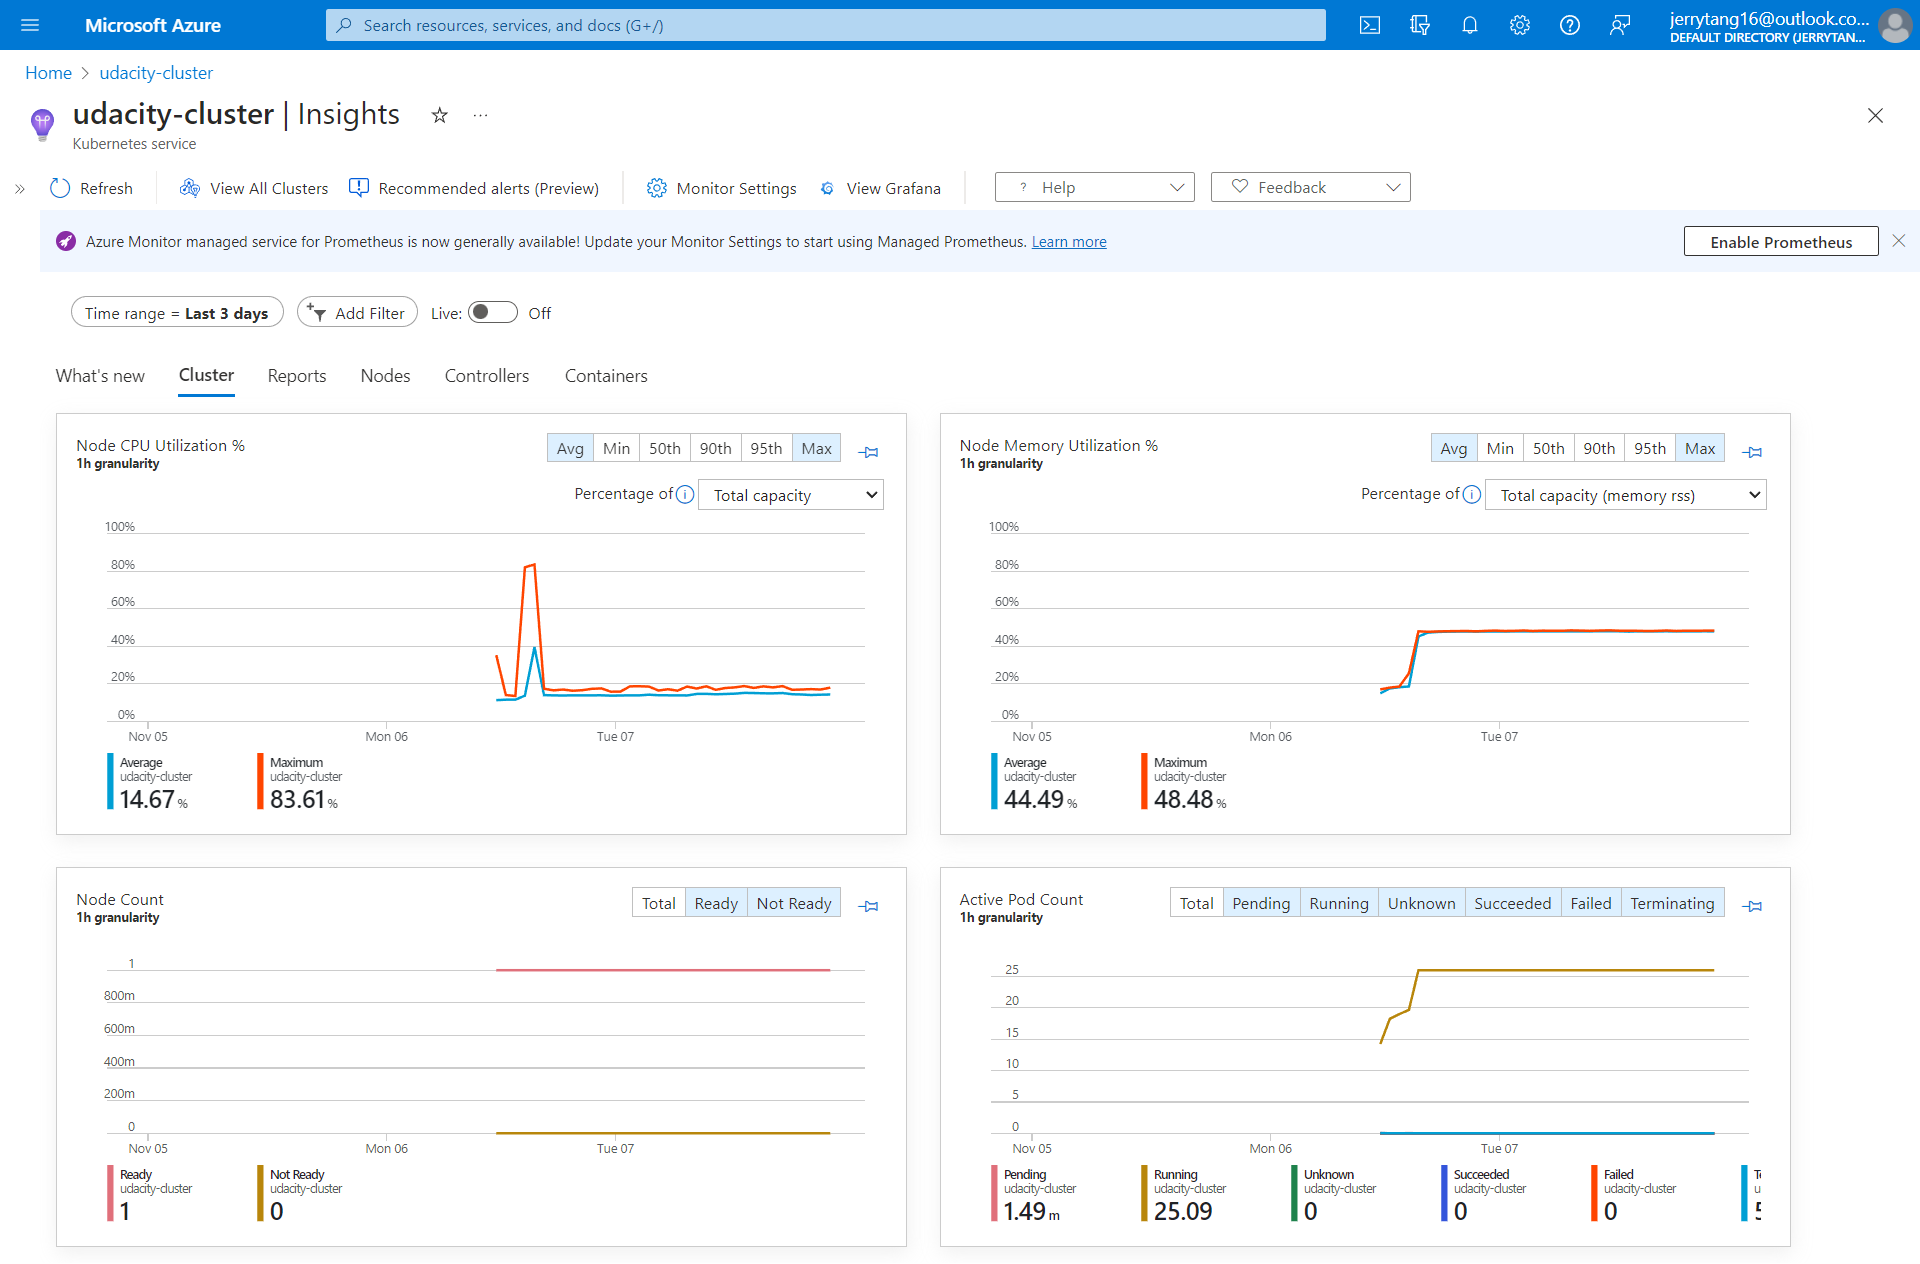 Microsoft Azure
Search resources, services, and docs (G+/)
jerrytang16@outlook.co...
DEFAULT DIRECTORY (JERRYTAN...
Home > udacity-cluster
udacity-cluster | Insights ...
Kubernetes service
Refresh View All Clusters Recommended alerts (Preview) Monitor Settings View Grafana ? Help Feedback
Azure Monitor managed service for Prometheus is now generally available! Update your Monitor Settings to start using Managed Prometheus. Learn more Enable Prometheus
Time range = Last 3 days Add Filter Live: Off
What's new Cluster Reports Nodes Controllers Containers
Node CPU Utilization %
1h granularity
Avg Min 50th 90th 95th Max
Percentage of Total capacity
100%
80%
60%
40%
20%
0%
Nov 05 Mon 06 Tue 07
Average
udacity-cluster
14.67 %
Maximum
udacity-cluster
83.61 %
Node Memory Utilization %
1h granularity
Avg Min 50th 90th 95th Max
Percentage of Total capacity (memory rss)
100%
80%
60%
40%
20%
0%
Nov 05 Mon 06 Tue 07
Average
udacity-cluster
44.49 %
Maximum
udacity-cluster
48.48 %
Node Count
1h granularity
Total Ready Not Ready
1
800m
600m
400m
200m
0
Nov 05 Mon 06 Tue 07
Ready
udacity-cluster
1
Not Ready
udacity-cluster
0
Active Pod Count
1h granularity
Total Pending Running Unknown Succeeded Failed Terminating
25
20
15
10
5
0
Nov 05 Mon 06 Tue 07
Pending
udacity-cluster
1.49 m
Running
udacity-cluster
25.09
Unknown
udacity-cluster
0
Succeeded
udacity-cluster
0
Failed
udacity-cluster
0